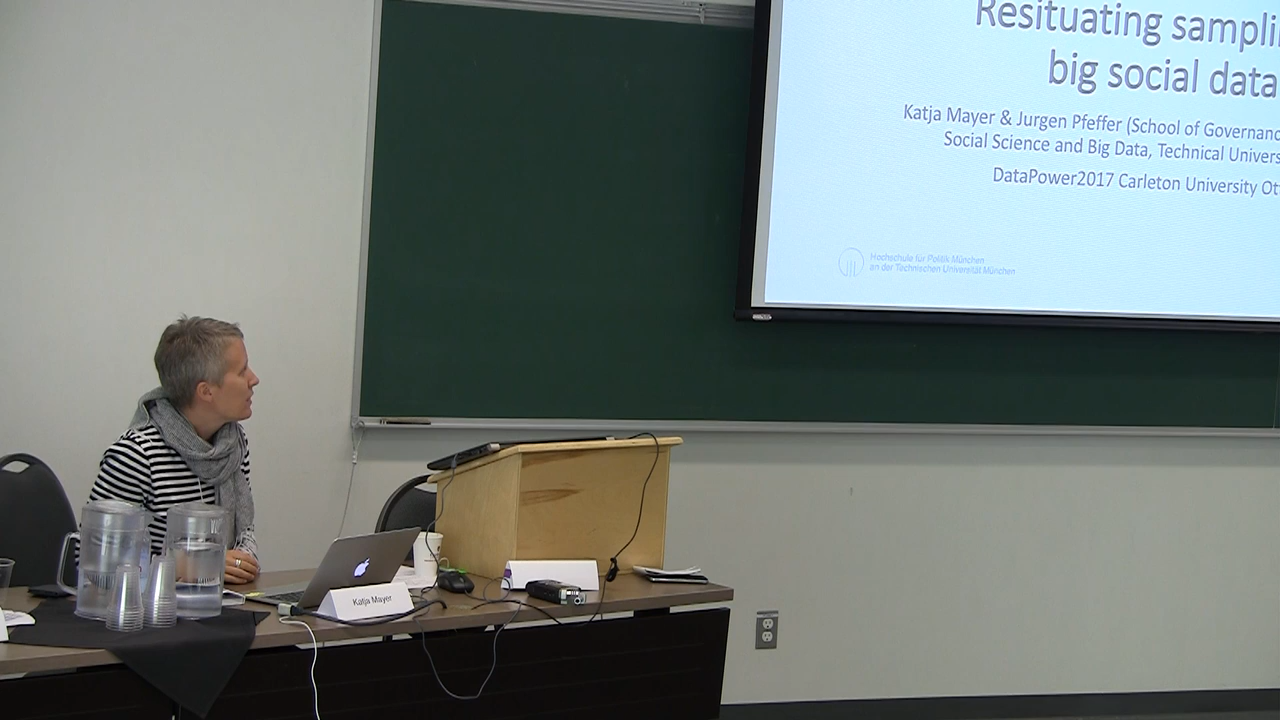 Resituating sampli
big social data
Katja Mayer & Jurgen Pfeffer (School of Governanc
Social Science and Big Data, Technical Univers
DataPower2017 Carleton University Ott
Hochschule für Politik München
an der Technischen Universität München
Katja Mayer